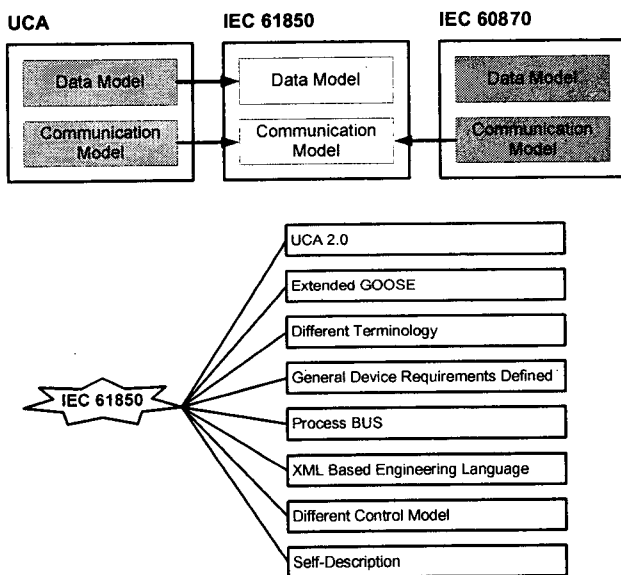 UCA
IEC 61850
IEC 60870
Data Model
Data Model
Data Model
Communication
Model
Communication
Model
Communication
Model
UCA 2.0
Extended GOOSE
Different Terminology
General Device Requirements Defined
IEC 61850
Process BUS
XML Based Engineering Language
Different Control Model
Self-Description